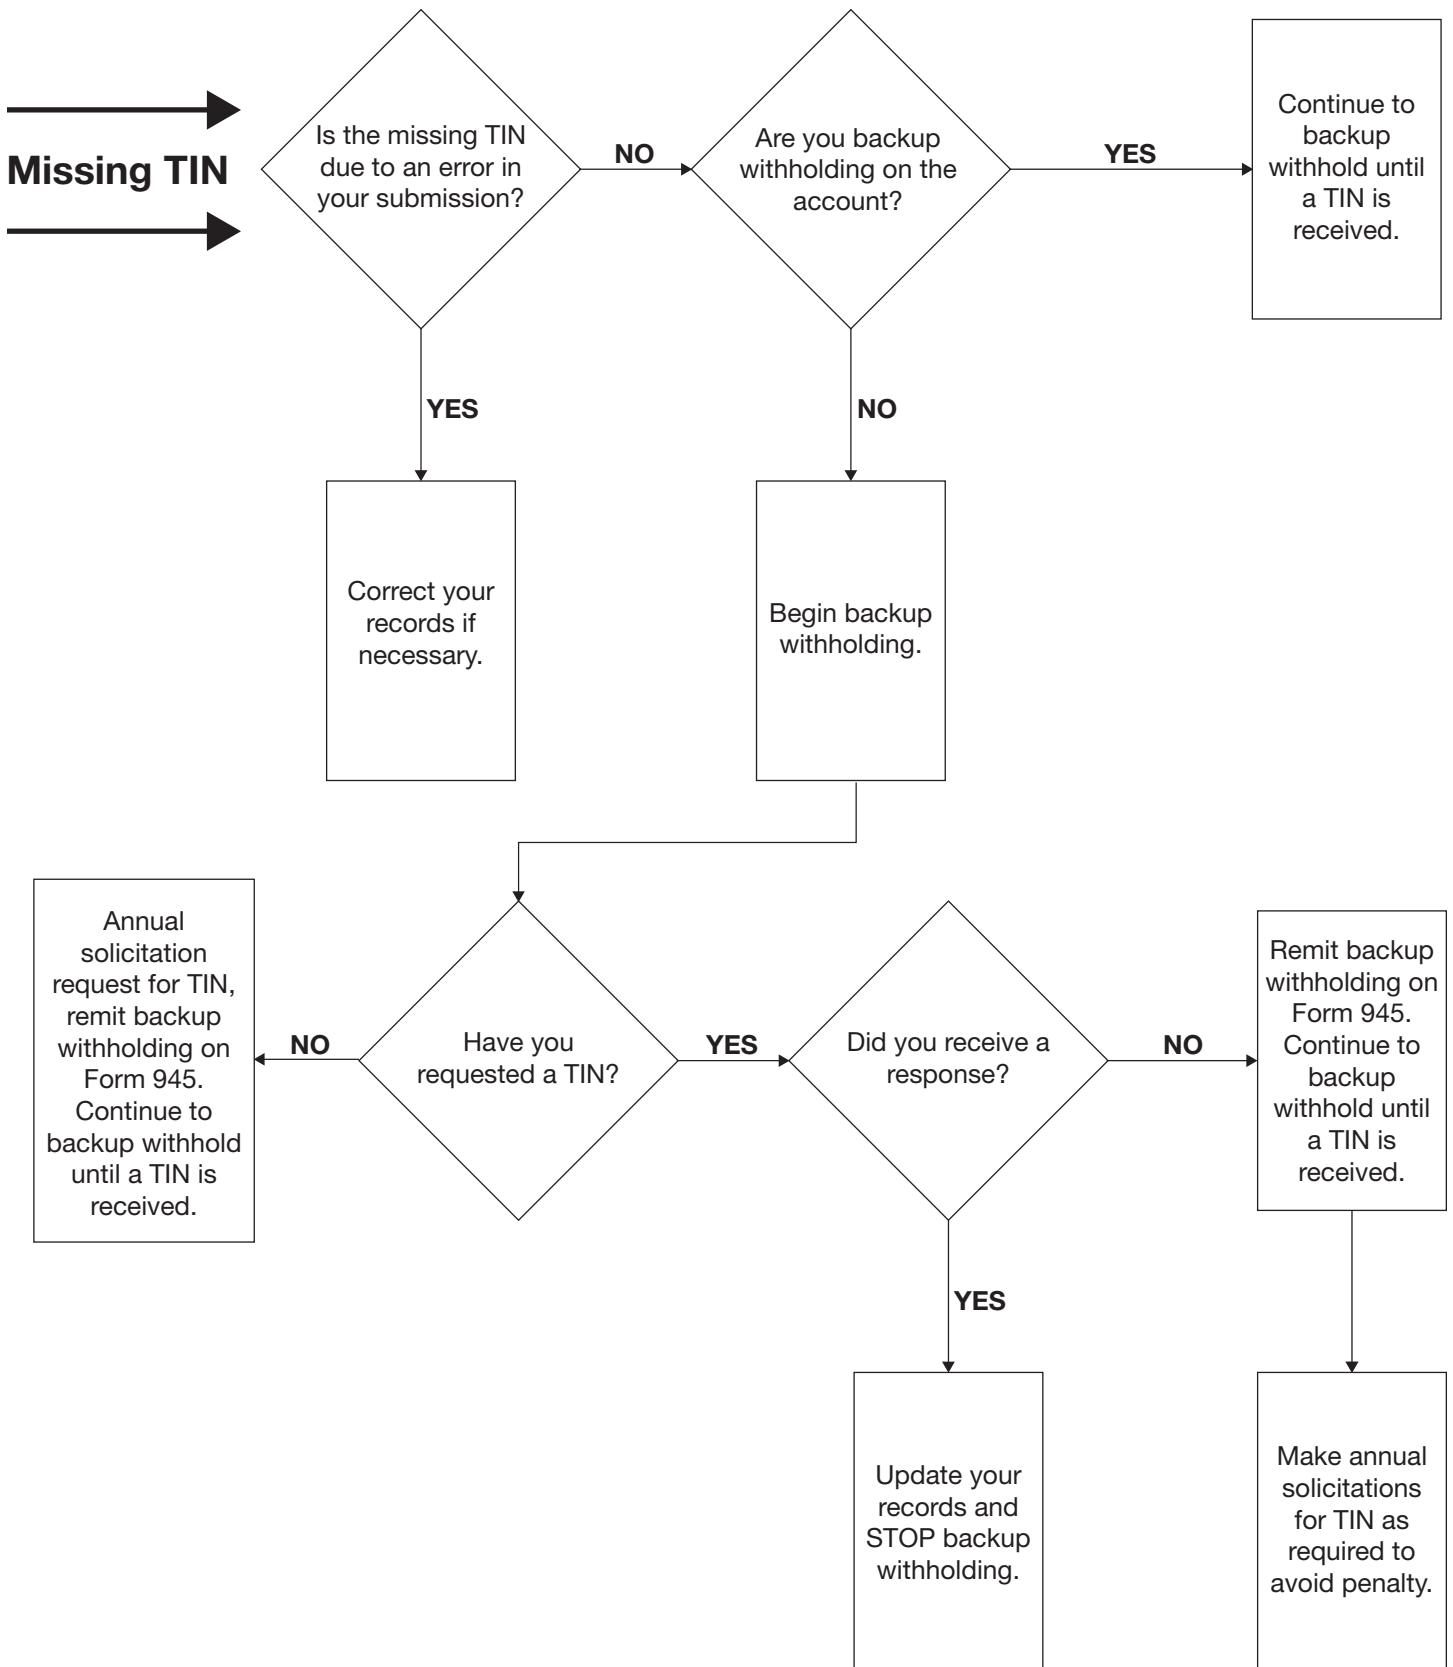 Missing TIN
Is the missing TIN
due to an error in
your submission?
NO
Are you backup
withholding on the
account?
YES
Continue to
backup
withhold until
a TIN is
received.
YES
NO
Correct your
records if
necessary.
Begin backup
withholding.
Annual
solicitation
request for TIN,
remit backup
withholding on
Form 945.
Continue to
backup withhold
until a TIN is
received.
NO
Have you
requested a TIN?
YES
Did you receive a
response?
NO
Remit backup
withholding on
Form 945.
Continue to
backup
withhold until
a TIN is
received.
YES
Update your
records and
STOP backup
withholding.
Make annual
solicitations
for TIN as
required to
avoid penalty.